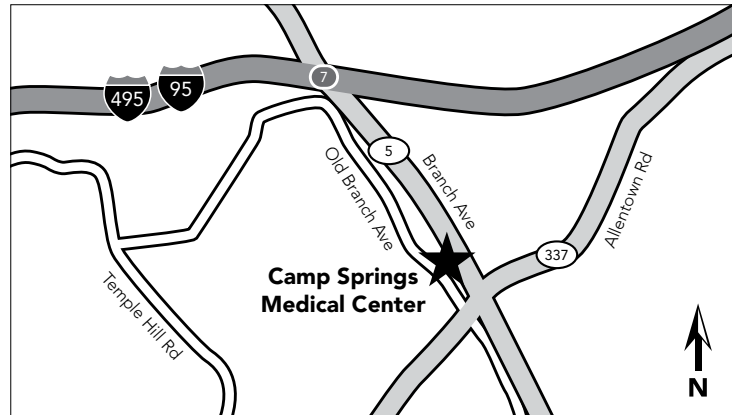 7
95
495
5
Branch Ave
Old Branch Ave
Allentown Rd
337
Camp Springs
Medical Center
Temple Hill Rd
N